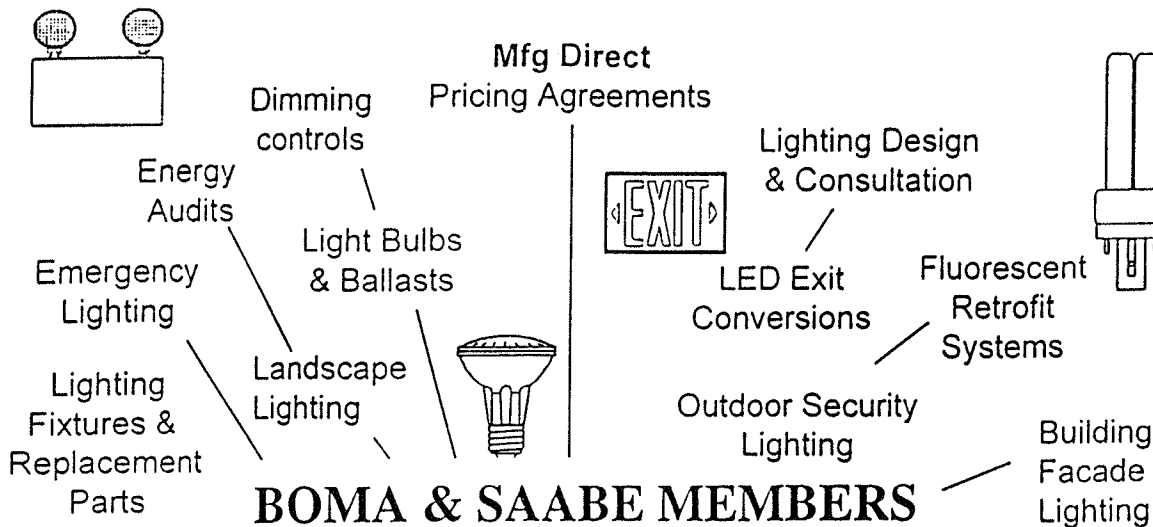 Mfg Direct
Pricing Agreements
Dimming
controls
Energy
Audits
Light Bulbs
& Ballasts
Emergency
Lighting
Landscape
Lighting
Lighting
Fixtures &
Replacement
Parts
Lighting Design
& Consultation
EXIT
LED Exit
Conversions
Fluorescent
Retrofit
Systems
Outdoor Security
Lighting
Building
Facade
Lighting
BOMA & SAABE MEMBERS